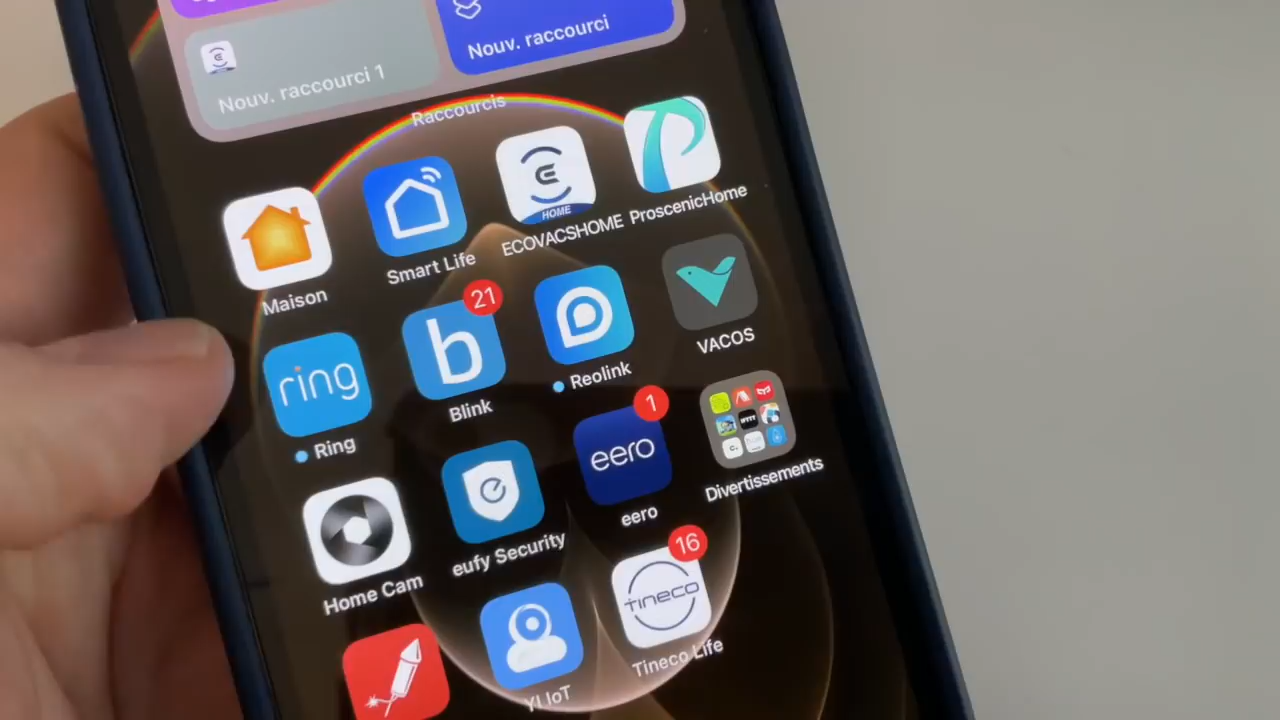 Nouv. raccourci 1
Nouv. raccourci
Raccourcis
HOME
Maison
Smart Life
ECOVACSHOME
ProscenicHome
ring
21
b
Ring
Blink
Reolink
VACOS
eero
1
Home Cam
eufy Security
eero
Divertissements
TINECO
16
YI IoT
Tineco Life